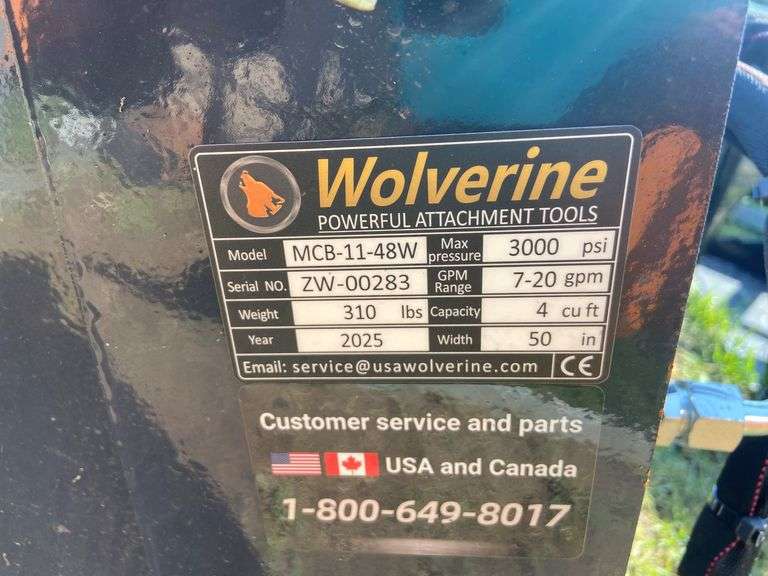 Wolverine
POWERFUL ATTACHMENT TOOLS
Model MCB-11-48W Max pressure 3000 psi
Serial NO. ZW-00283 GPM Range 7-20 gpm
Weight 310 lbs Capacity 4 cu ft
Year 2025 Width 50 in
Email: service@usawolverine.com CE
Customer service and parts
USA and Canada
1-800-649-8017